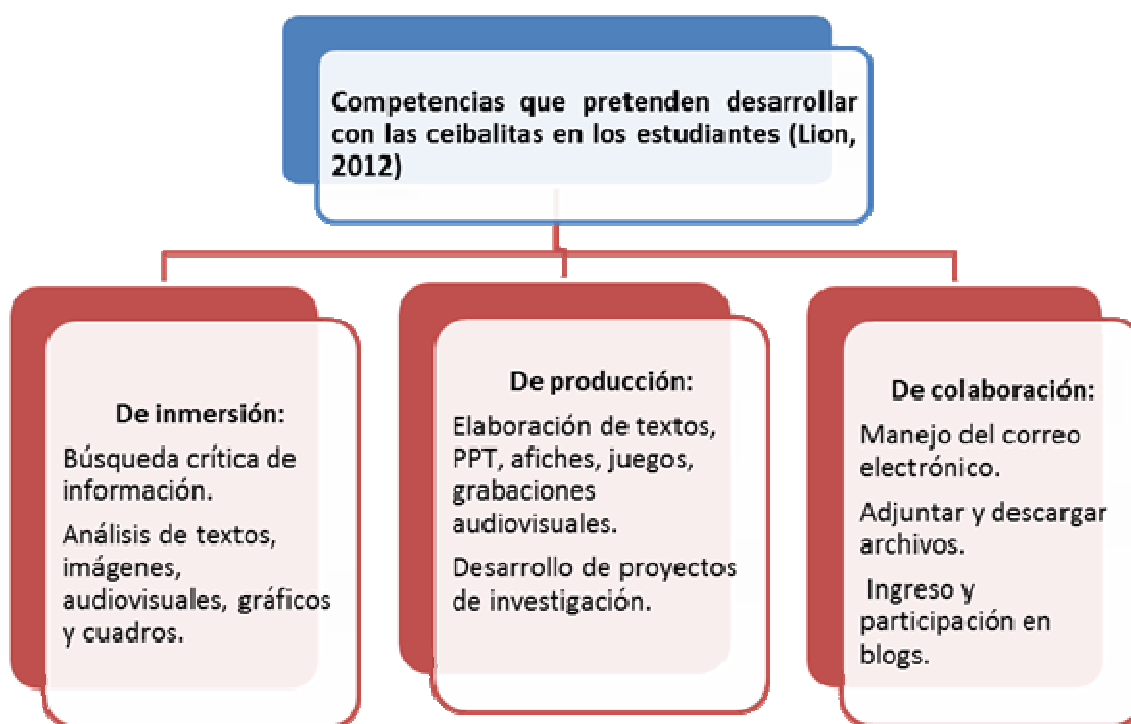 Competencias que pretenden desarrollar
con las ceibalitas en los estudiantes (Lion,
2012)
De inmersión:
Búsqueda crítica de
información.
Análisis de textos,
imágenes,
audiovisuales, gráficos
y cuadros.
De producción:
Elaboración de textos,
PPT, afiches, juegos,
grabaciones
audiovisuales.
Desarrollo de proyectos
de investigación.
De colaboración:
Manejo del correo
electrónico.
Adjuntar y descargar
archivos.
Ingreso y
participación en
blogs.